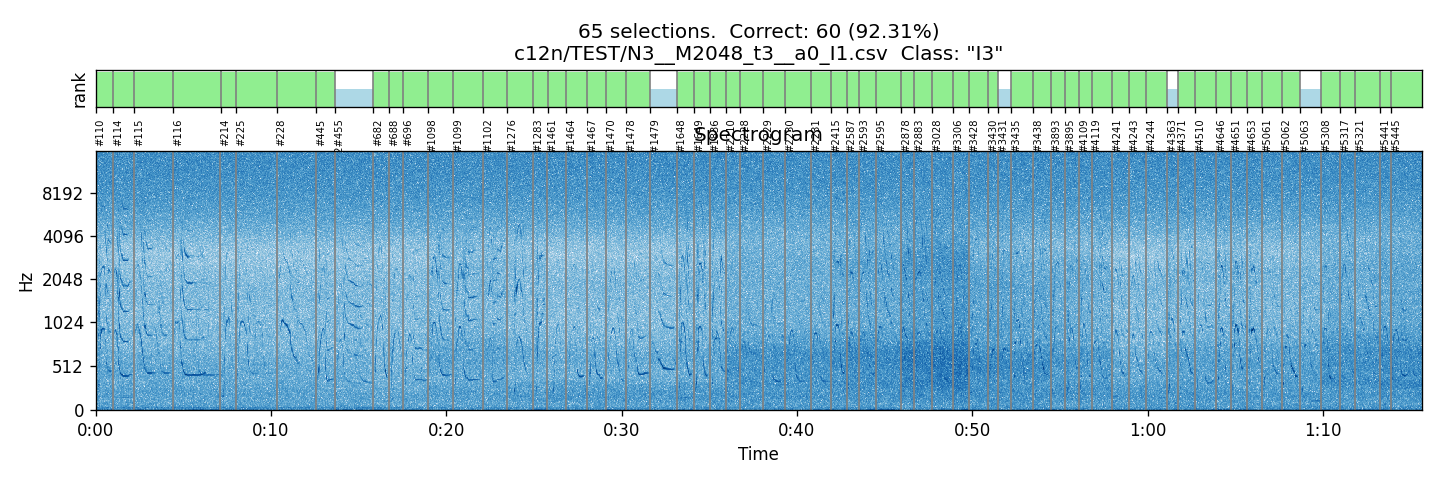 65 selections.  Correct: 60 (92.31%)
c12n/TEST/N3__M2048_t3__a0_I1.csv  Class: "I3"
rank
#110 #114 #115 #116 #214 #225 #228 #445 #455 #682 #688 #696 #1098 #1099 #1102 #1276 #1283 #1461 #1464 #1467 #1470 #1478 #1479 #1648 #2415 #2587 #2593 #2595 #2878 #2883 #3028 #3306 #3428 #3430 #3431 #3435 #3438 #3893 #3895 #4109 #4119 #4241 #4243 #4244 #4363 #4371 #4510 #4646 #4651 #4653 #5061 #5062 #5063 #5308 #5317 #5321 #5441 #5445
Spectrogram
Hz
8192
4096
2048
1024
512
0
0:00 0:10 0:20 0:30 0:40 0:50 1:00 1:10
Time